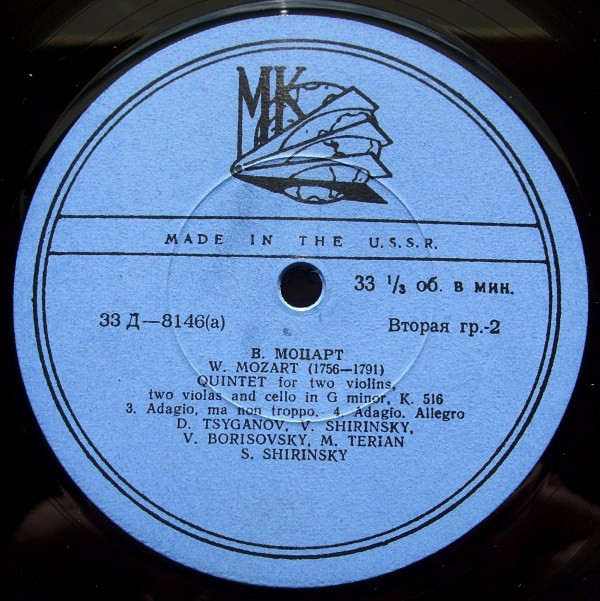 МК
MADE IN THE U.S.S.R.
33 1/3 об. в мин.
33 Д—8146(а)
Вторая гр.-2
В. МОЦАРТ
W. MOZART (1756—1791)
QUINTET for two violins,
two violas and cello in G minor, K. 516
3. Adagio, ma non troppo. 4. Adagio. Allegro
D. TSYGANOV, V. SHIRINSKY,
V. BORISOVSKY, M. TERIAN
S. SHIRINSKY